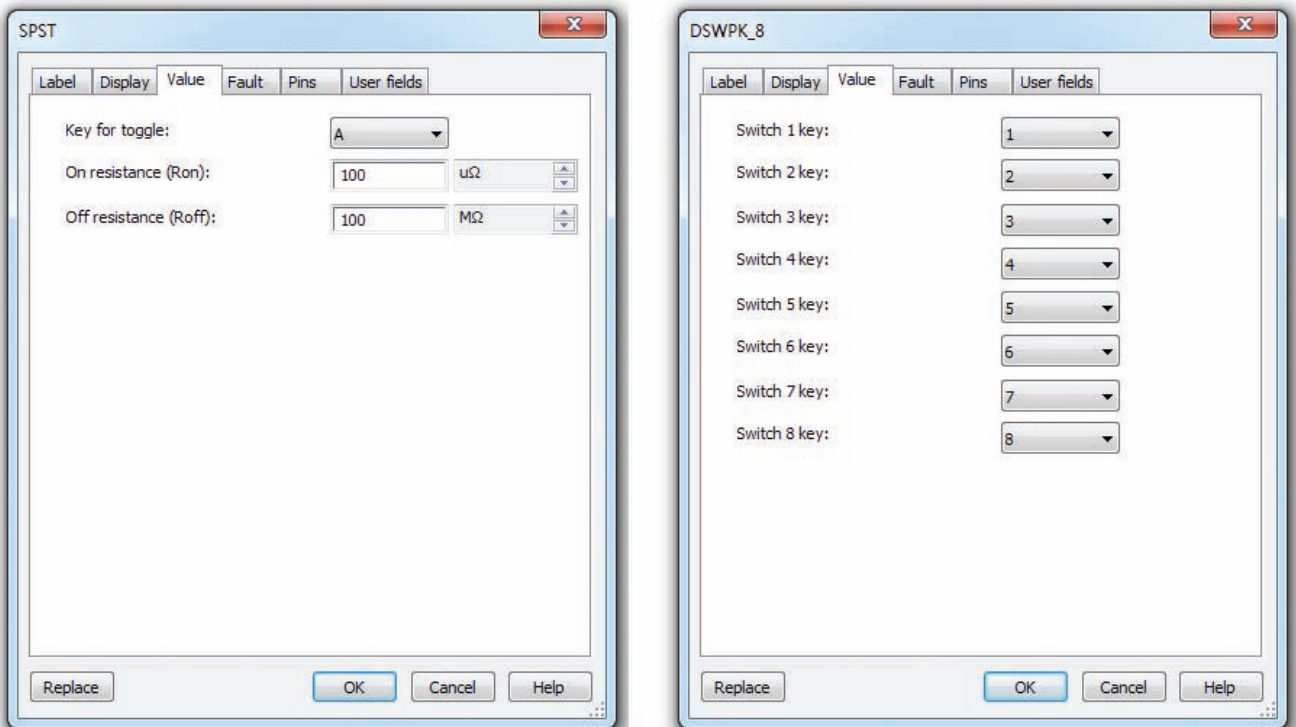 SPST
Label Display Value Fault Pins User fields
Key for toggle: A
On resistance (Ron): 100 uΩ
Off resistance (Roff): 100 MΩ
Replace OK Cancel Help
DSWPK_8
Label Display Value Fault Pins User fields
Switch 1 key: 1
Switch 2 key: 2
Switch 3 key: 3
Switch 4 key: 4
Switch 5 key: 5
Switch 6 key: 6
Switch 7 key: 7
Switch 8 key: 8
Replace OK Cancel Help